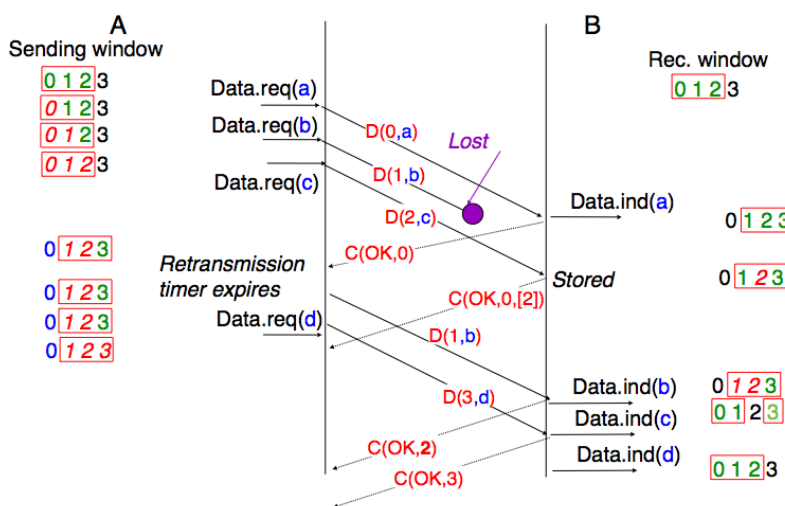 A
B
Sending window
Rec. window
0 1 2 3
0 1 2 3
0 1 2 3
0 1 2 3
0 1 2 3
Data.req(a)
Data.req(b)
Data.req(c)
D(0,a)
Lost
D(1,b)
D(2,c)
Data.ind(a)
0 1 2 3
0 1 2 3
C(OK,0)
Retransmission
timer expires
Stored
0 1 2 3
0 1 2 3
0 1 2 3
0 1 2 3
C(OK,0,[2])
Data.req(d)
D(1,b)
D(3,d)
Data.ind(b)
0 1 2 3
Data.ind(c)
0 1 2 3
C(OK,2)
Data.ind(d)
0 1 2 3
C(OK,3)